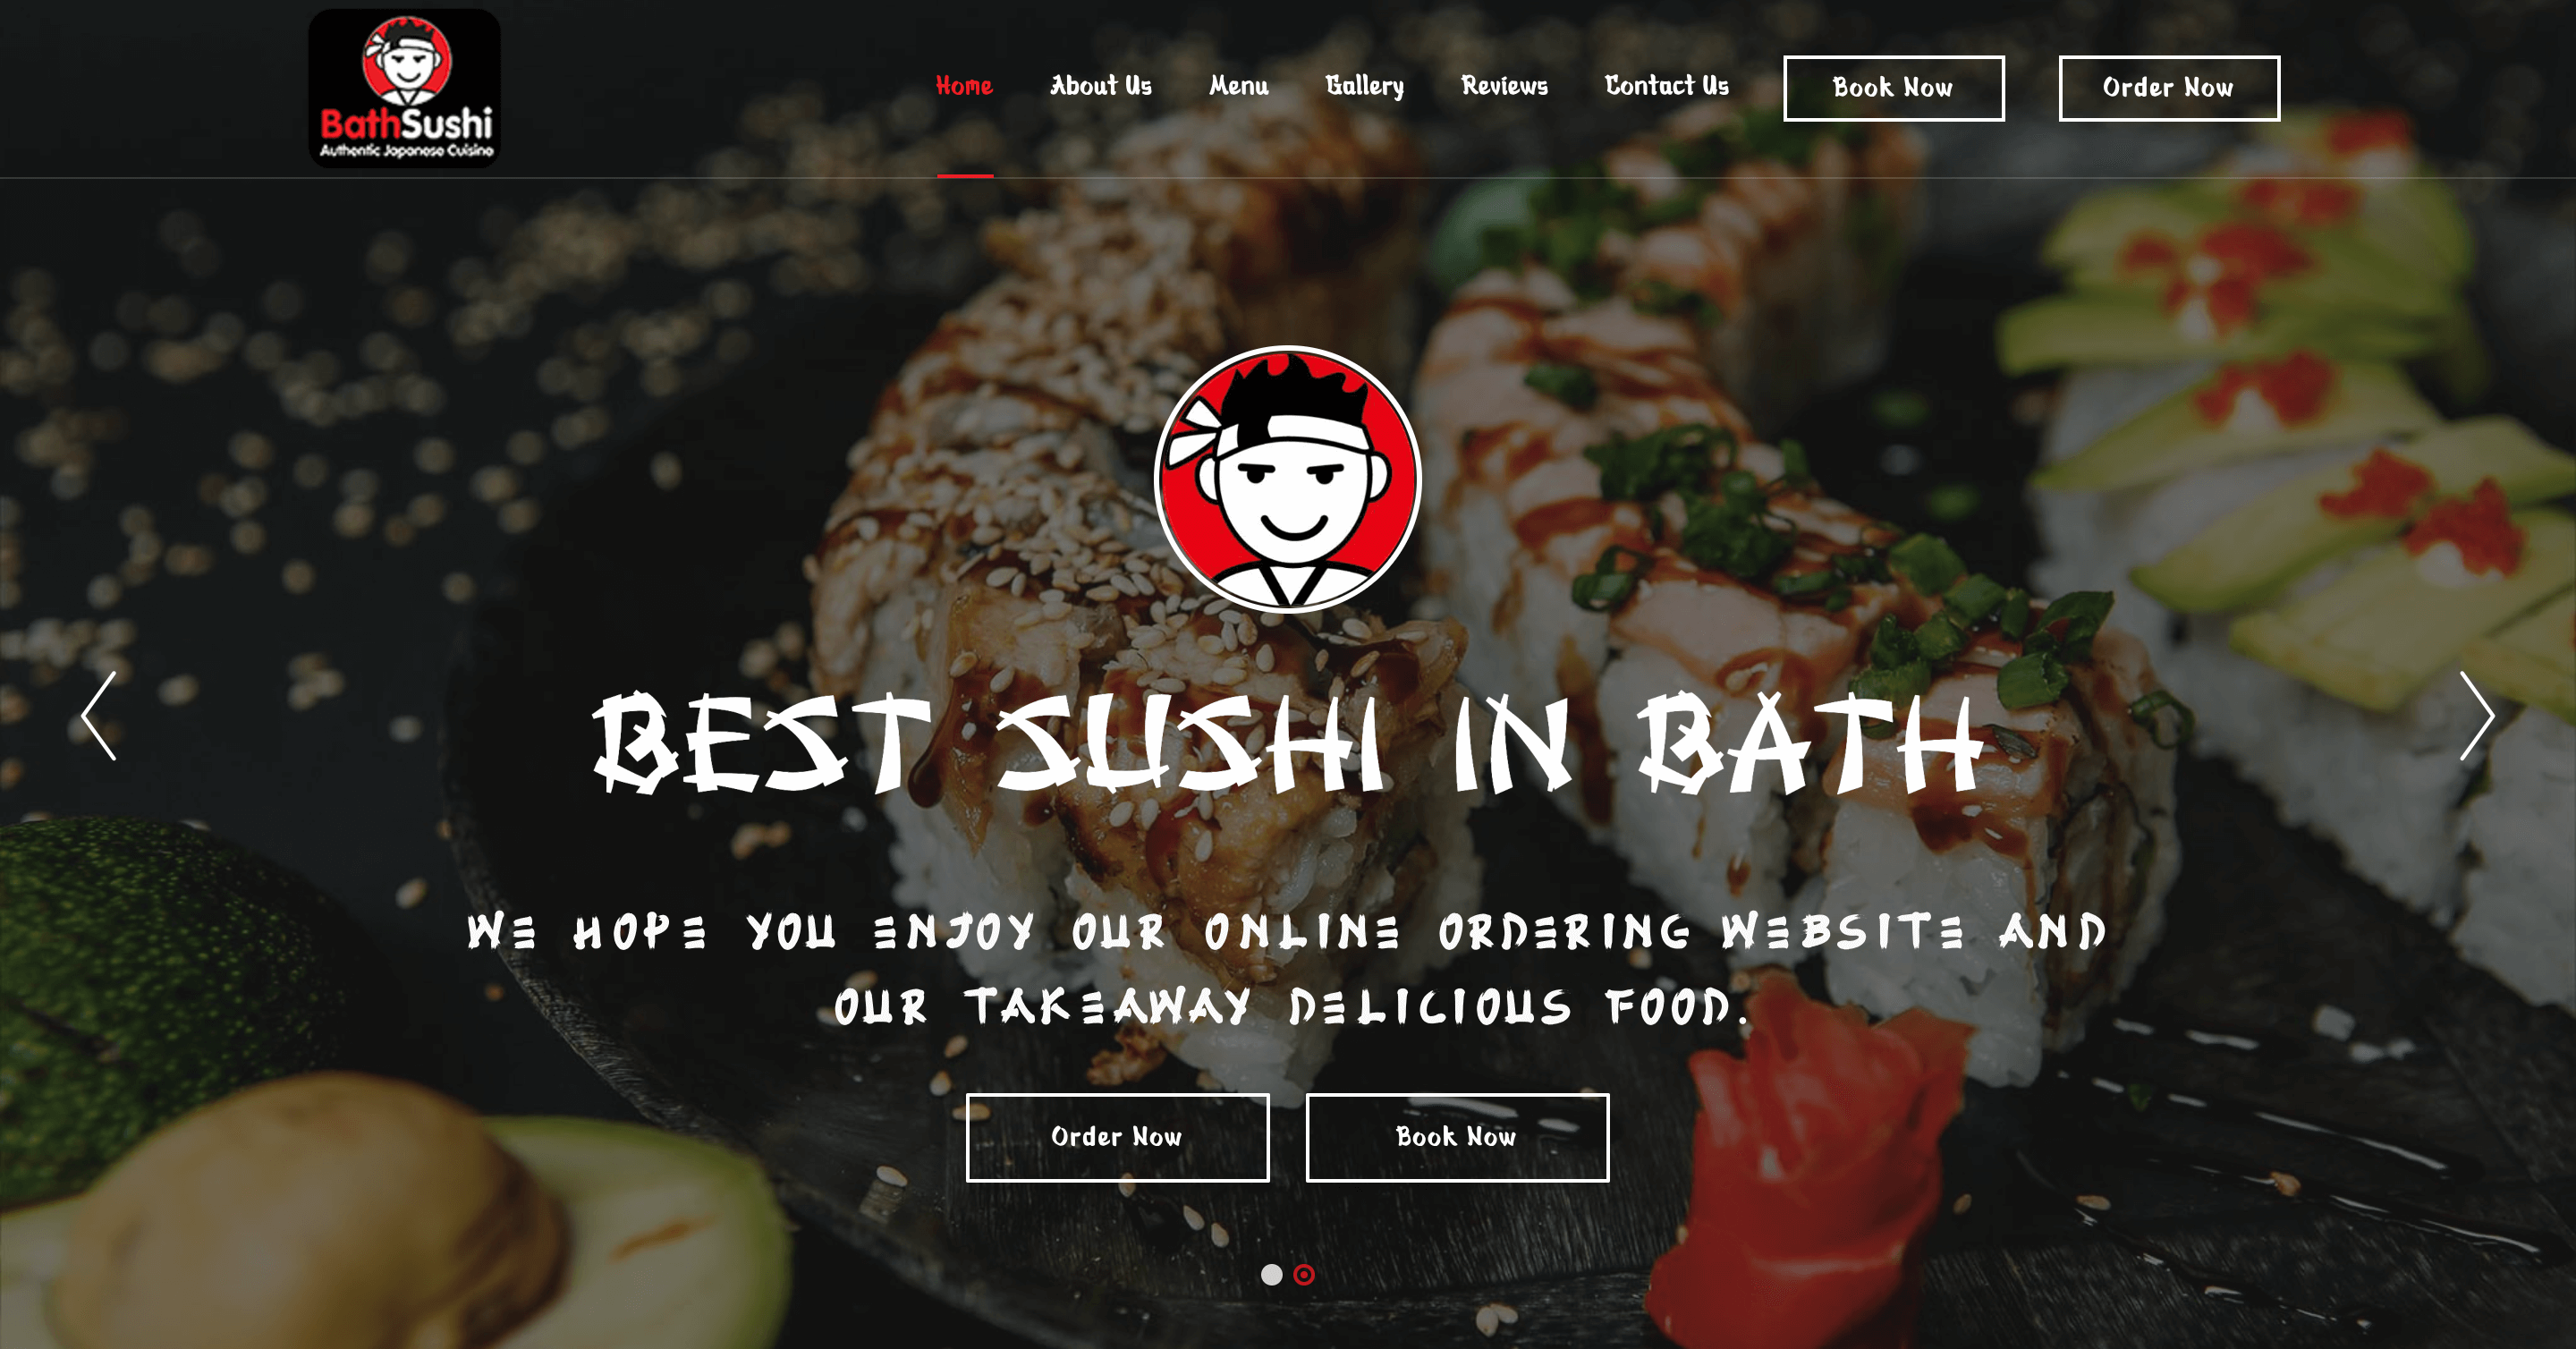 BathSushi
Authentic Japanese Cuisine
Home About Us Menu Gallery Reviews Contact Us Book Now Order Now
BEST SUSHI IN BATH
WE HOPE YOU ENJOY OUR ONLINE ORDERING WEBSITE AND
OUR TAKEAWAY DELICIOUS FOOD.
Order Now Book Now